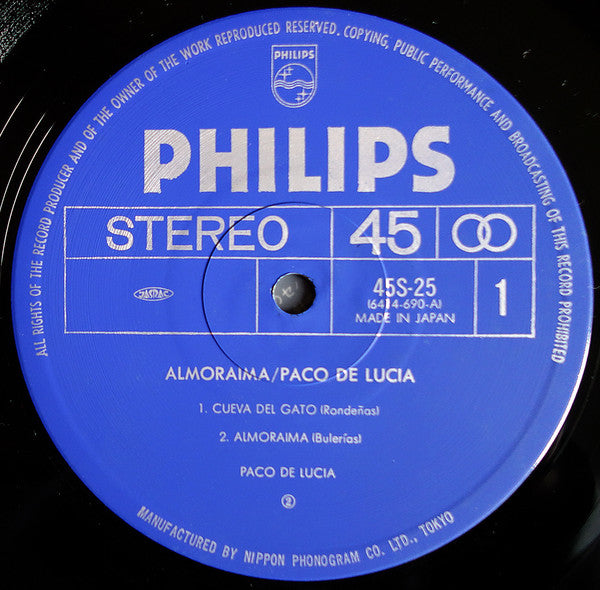 ALL RIGHTS OF THE RECORD PRODUCER AND OF THE OWNER OF THE WORK REPRODUCED RESERVED. COPYING, PUBLIC PERFORMANCE AND BROADCASTING OF THIS RECORD PROHIBITED
PHILIPS
PHILIPS
STEREO 45
JASRAC 45S-25 1
(6414-690-A)
MADE IN JAPAN
ALMORAIMA/PACO DE LUCIA
1. CUEVA DEL GATO (Rondeñas)
2. ALMORAIMA (Bulerías)
PACO DE LUCIA
②
MANUFACTURED BY NIPPON PHONOGRAM CO. LTD., TOKYO